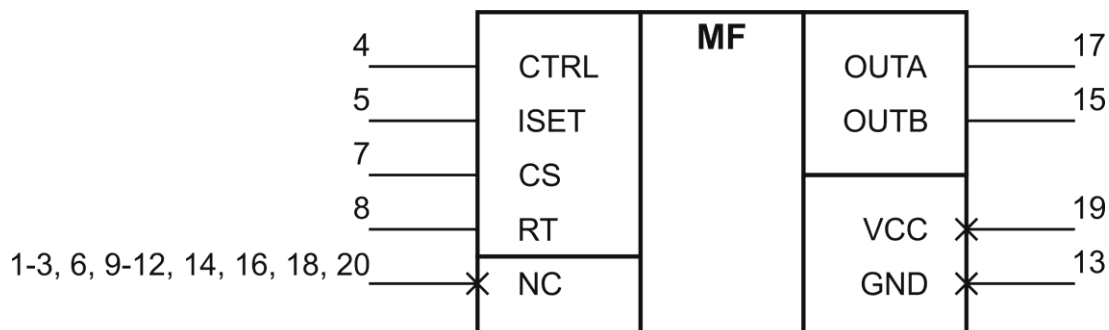 MF
4 CTRL OUTA 17
5 ISET OUTB 15
7 CS
8 RT VCC 19
1-3, 6, 9-12, 14, 16, 18, 20 NC GND 13